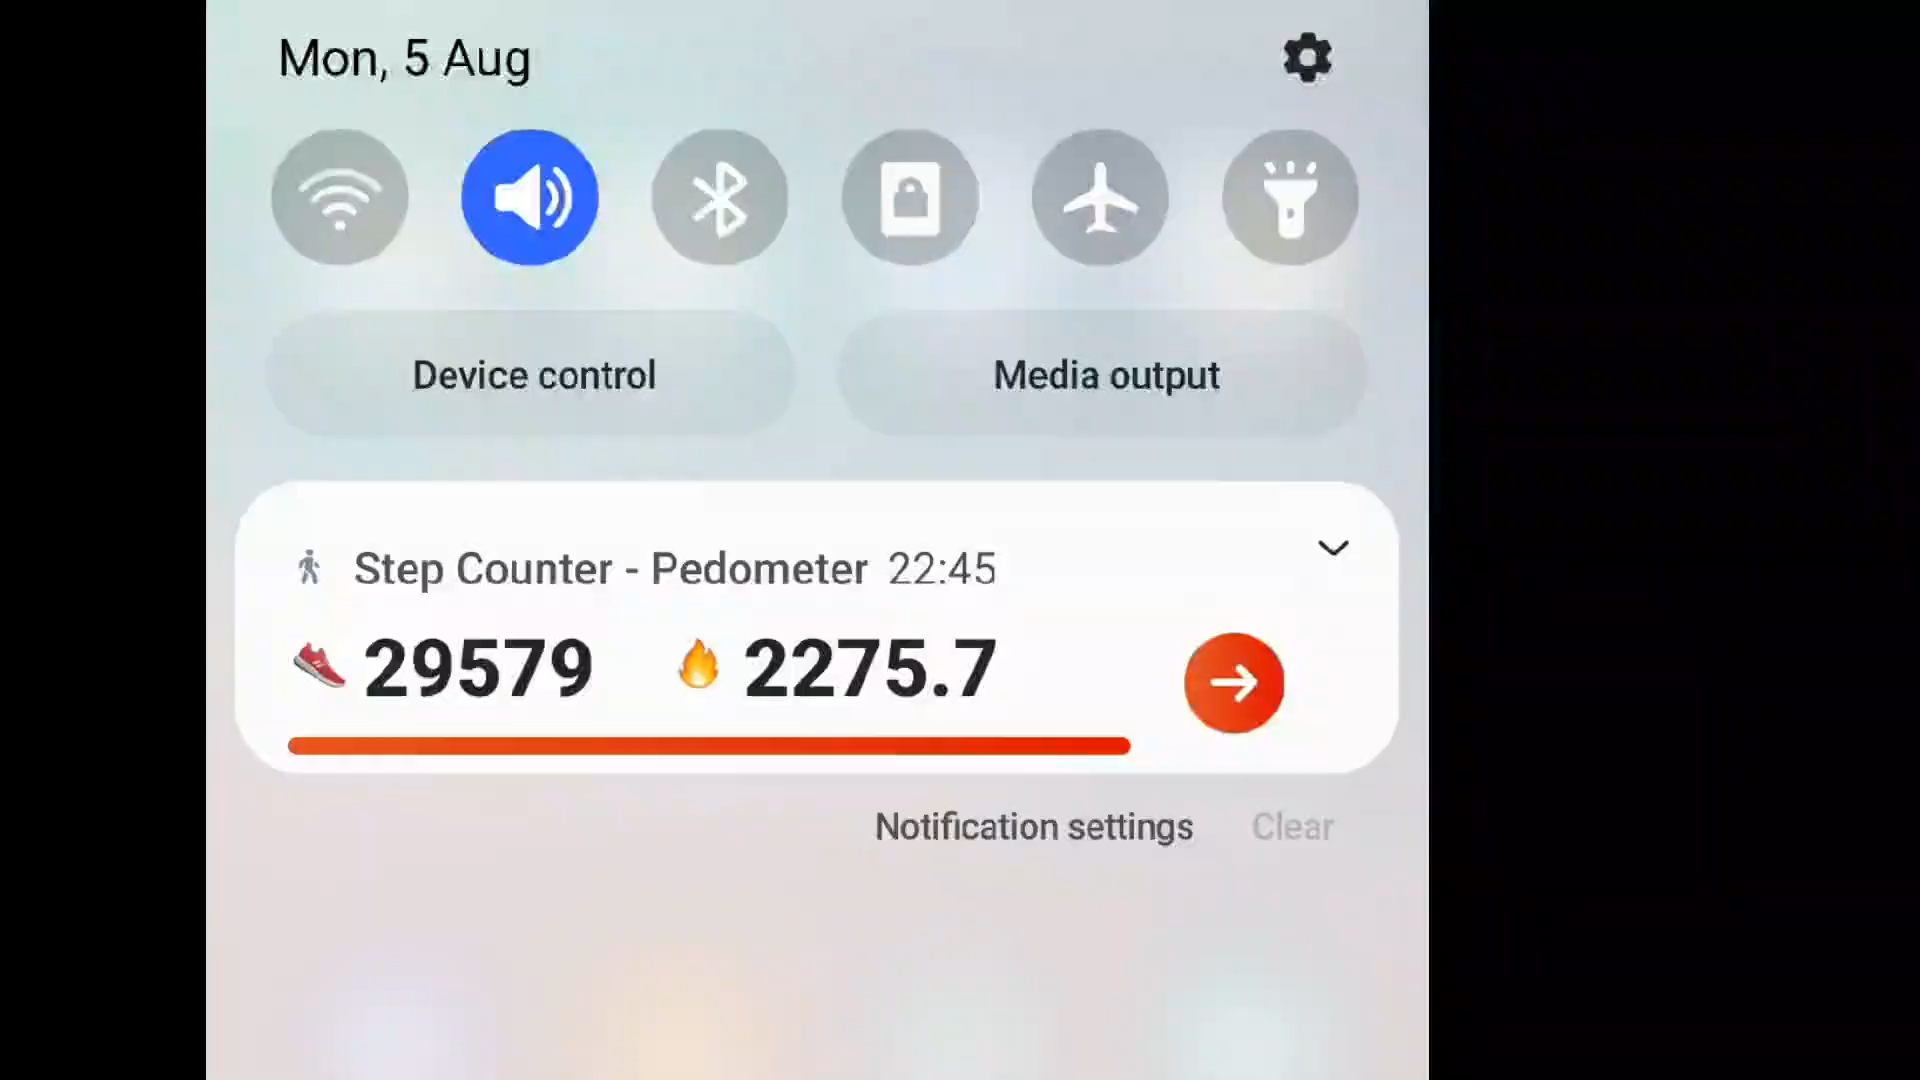 Mon, 5 Aug
Device control
Media output
Step Counter - Pedometer 22:45
29579 2275.7
Notification settings Clear